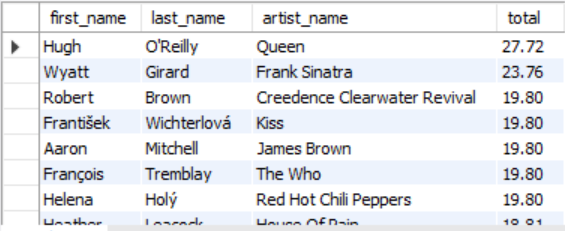 first_name last_name artist_name total
Hugh O'Reilly Queen 27.72
Wyatt Girard Frank Sinatra 23.76
Robert Brown Creedence Clearwater Revival 19.80
František Wichterlová Kiss 19.80
Aaron Mitchell James Brown 19.80
François Tremblay The Who 19.80
Helena Holý Red Hot Chili Peppers 19.80
Heather Leacock House Of Pain 18.81